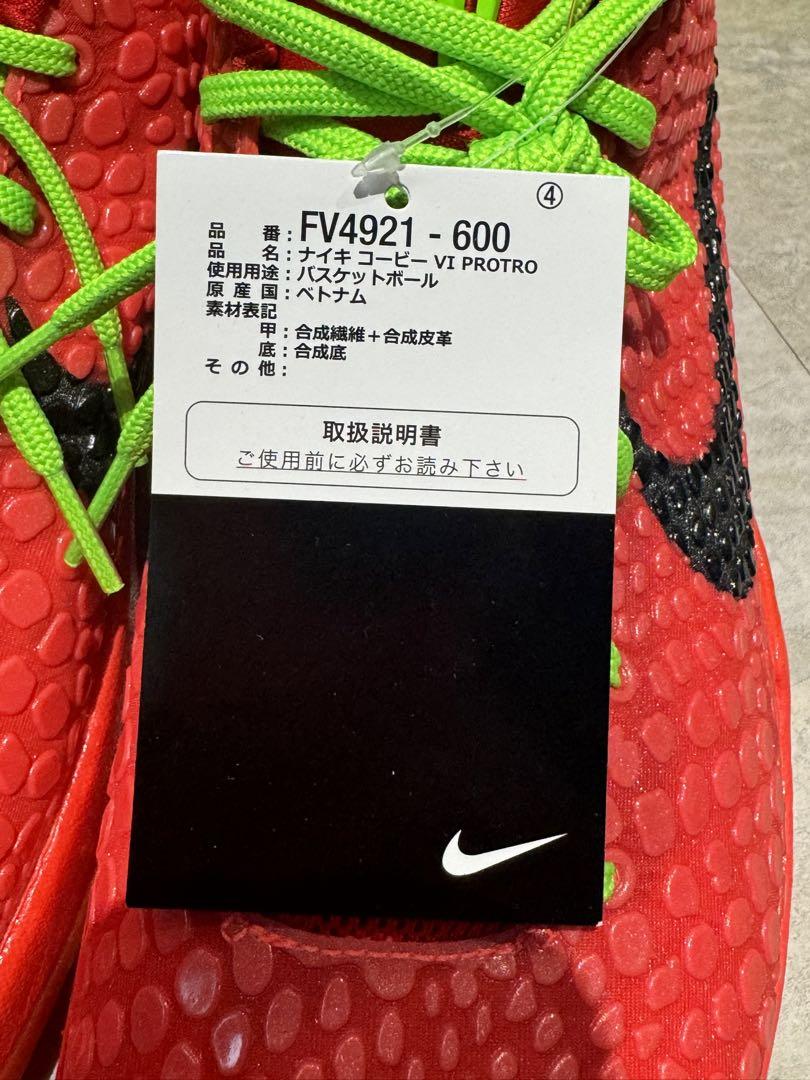 ④
品 番 : FV4921 - 600
品 名 : ナイキ コービー VI PROTRO
使用用途 : バスケットボール
原 産 国 : ベトナム
素材表記
甲 : 合成繊維＋合成皮革
底 : 合成底
そ の 他 :
取扱説明書
ご使用前に必ずお読み下さい